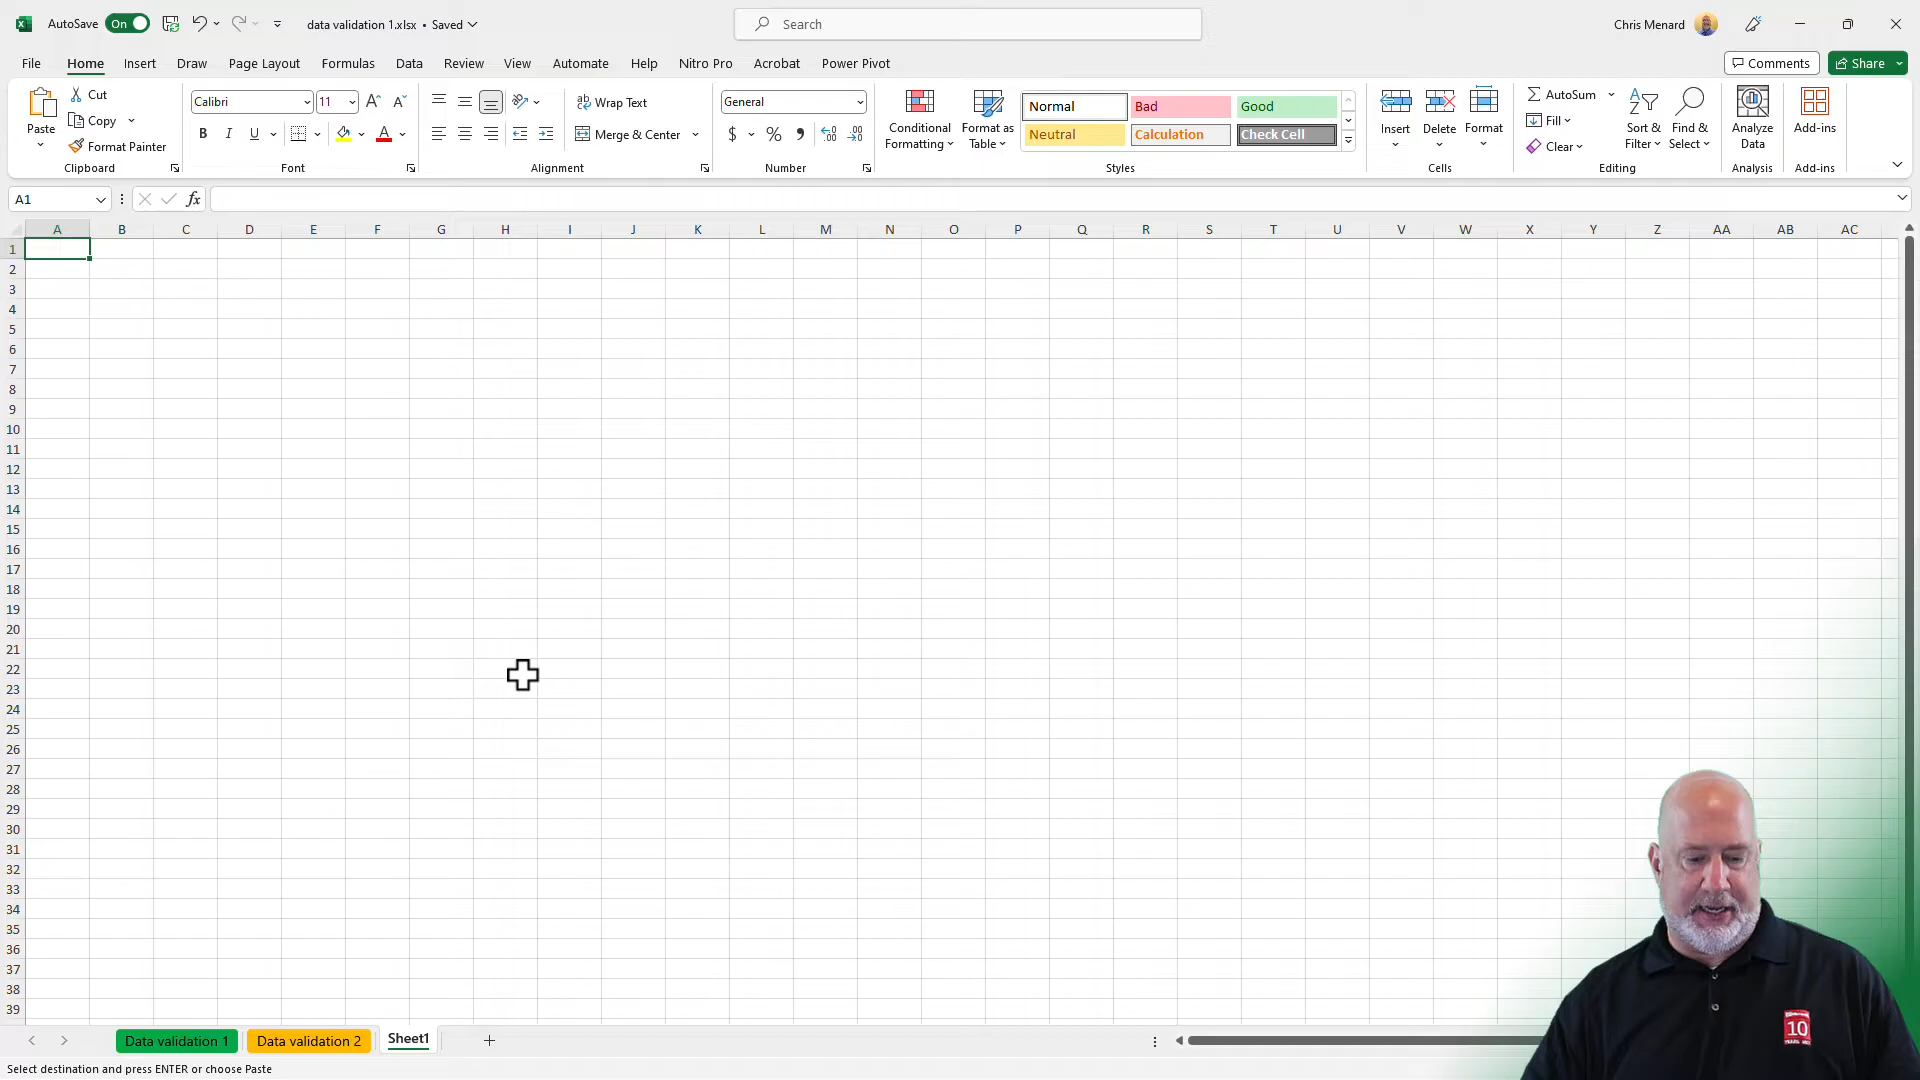 AutoSave On data validation 1.xlsx • Saved Search Chris Menard
File Home Insert Draw Page Layout Formulas Data Review View Automate Help Nitro Pro Acrobat Power Pivot Comments Share
Paste Cut Copy Format Painter
Clipboard
Calibri 11
B I U A
Font
Wrap Text
Merge & Center
Alignment
General
$ % ,
Number
Conditional Formatting
Format as Table
Normal Bad Good
Neutral Calculation Check Cell
Styles
Insert Delete Format
Cells
AutoSum
Fill
Clear
Sort & Filter
Find & Select
Editing
Analyze Data
Analysis
Add-ins
Add-ins
A1 fx
A B C D E F G H I J K L M N O P Q R S T U V W X Y Z AA AB AC
1
2
3
4
5
6
7
8
9
10
11
12
13
14
15
16
17
18
19
20
21
22
23
24
25
26
27
28
29
30
31
32
33
34
35
36
37
38
39
10
Data validation 1 Data validation 2 Sheet1
Select destination and press ENTER or choose Paste